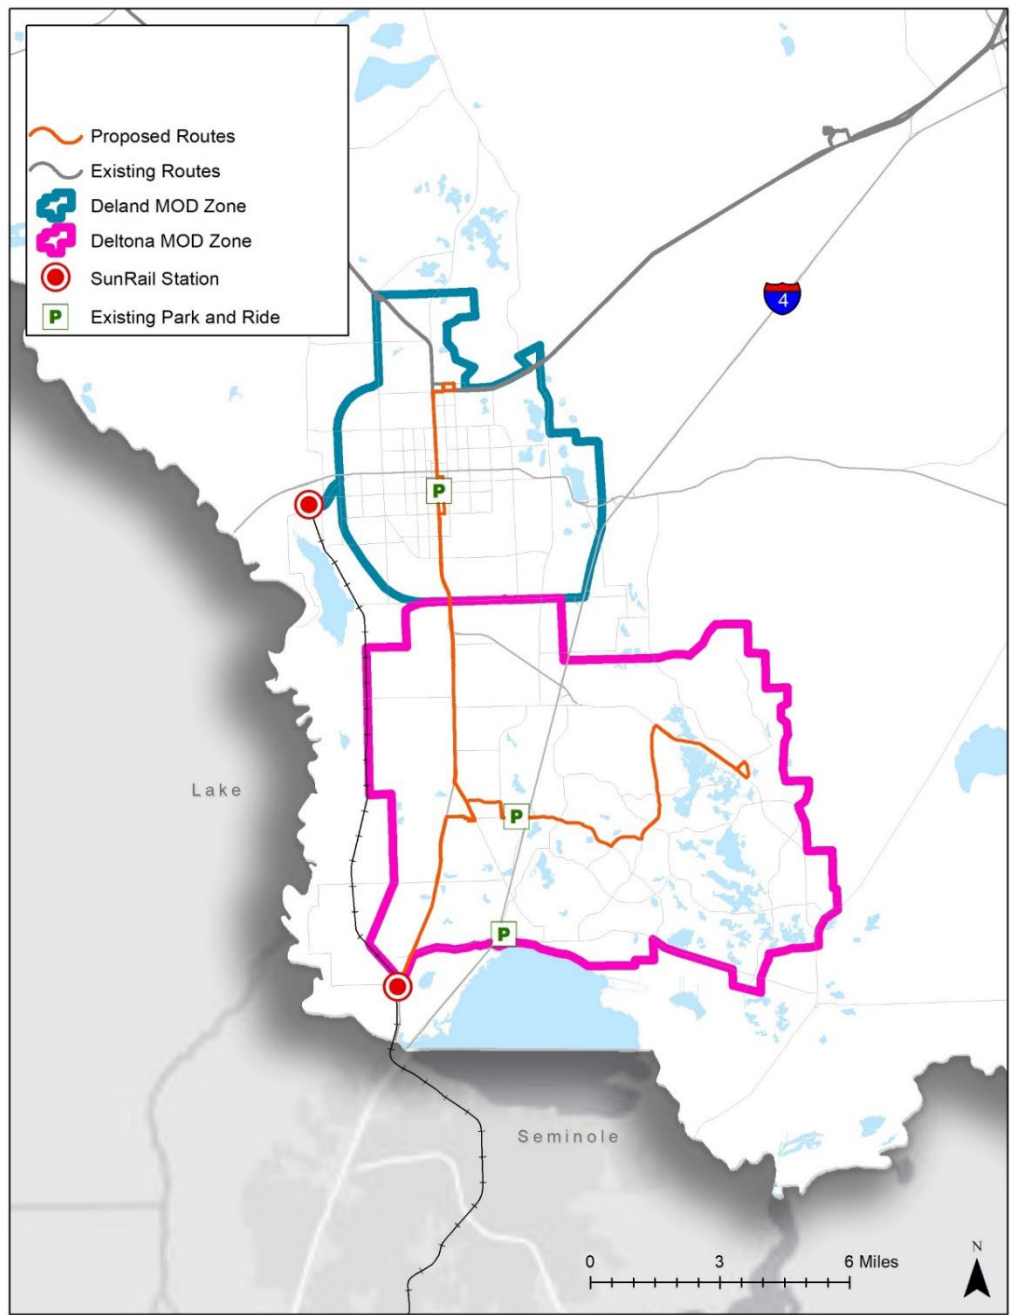 Proposed Routes
Existing Routes
Deland MOD Zone
Deltona MOD Zone
SunRail Station
P Existing Park and Ride
4
P
P
P
Lake
Seminole
0 3 6 Miles
N